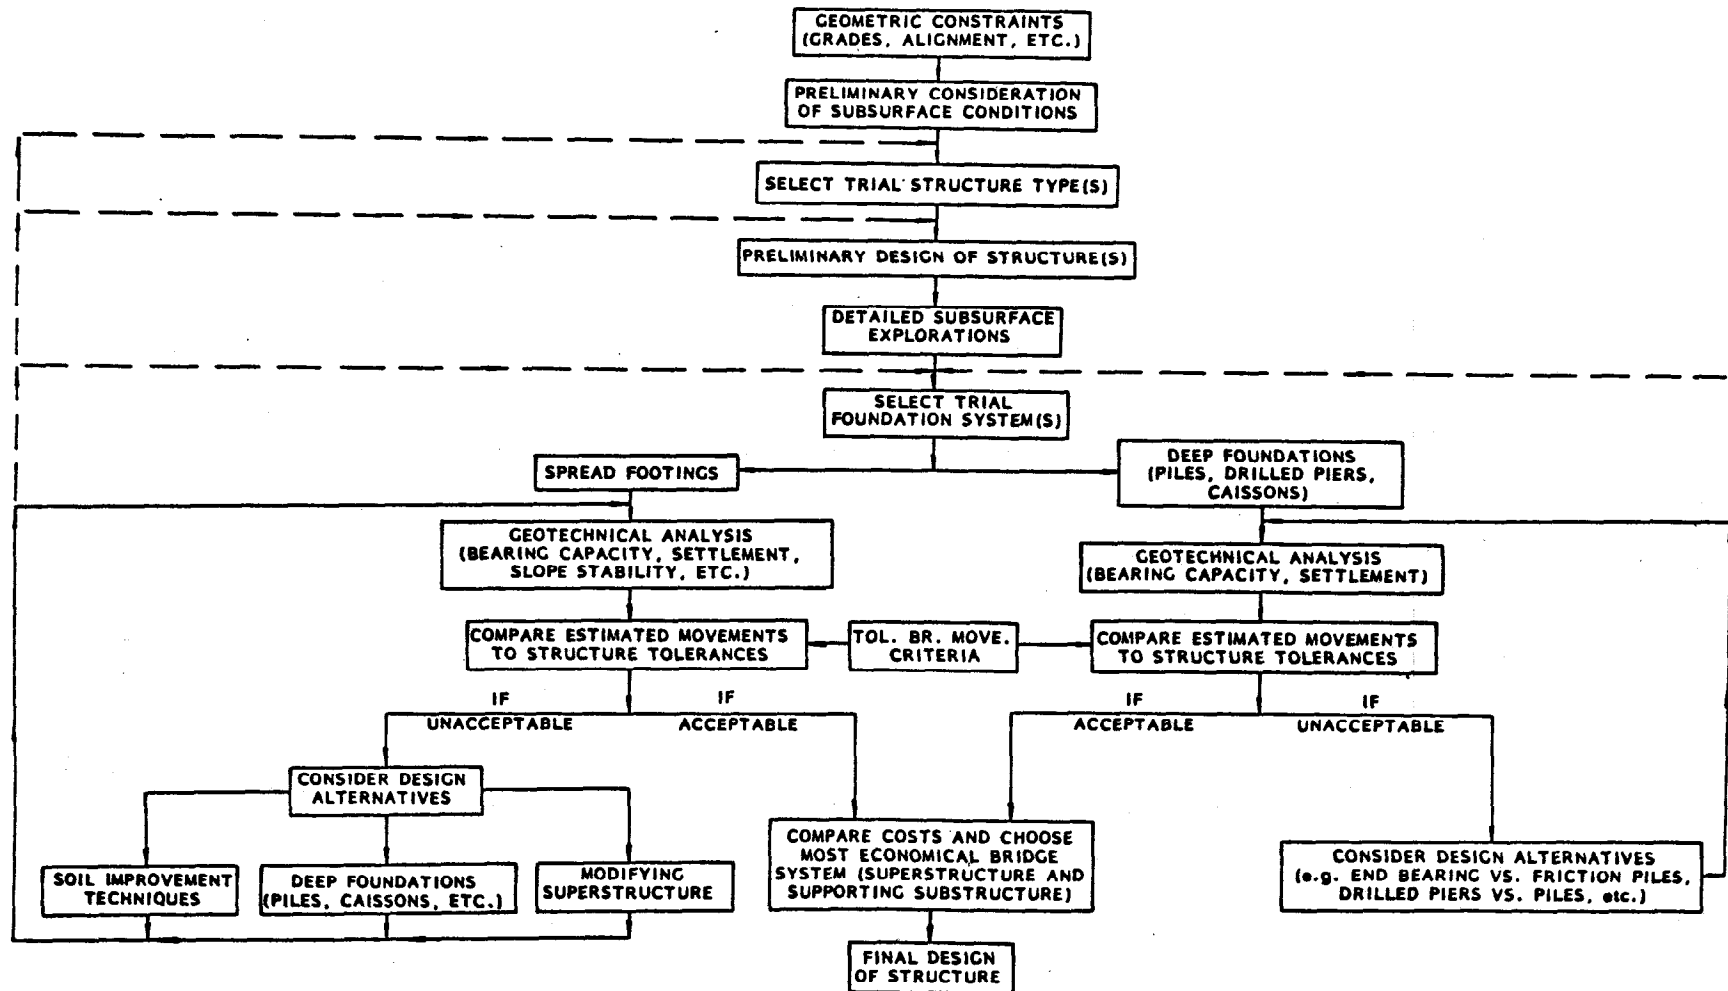 GEOMETRIC CONSTRAINTS
(GRADES, ALIGNMENT, ETC.)
PRELIMINARY CONSIDERATION
OF SUBSURFACE CONDITIONS
SELECT TRIAL STRUCTURE TYPE(S)
PRELIMINARY DESIGN OF STRUCTURE(S)
DETAILED SUBSURFACE
EXPLORATIONS
SELECT TRIAL
FOUNDATION SYSTEM(S)
SPREAD FOOTINGS
DEEP FOUNDATIONS
(PILES, DRILLED PIERS,
CAISSONS)
GEOTECHNICAL ANALYSIS
(BEARING CAPACITY, SETTLEMENT,
SLOPE STABILITY, ETC.)
GEOTECHNICAL ANALYSIS
(BEARING CAPACITY, SETTLEMENT)
COMPARE ESTIMATED MOVEMENTS
TO STRUCTURE TOLERANCES
TOL. BR. MOVE.
CRITERIA
COMPARE ESTIMATED MOVEMENTS
TO STRUCTURE TOLERANCES
IF
UNACCEPTABLE
IF
ACCEPTABLE
IF
ACCEPTABLE
IF
UNACCEPTABLE
CONSIDER DESIGN
ALTERNATIVES
SOIL IMPROVEMENT
TECHNIQUES
DEEP FOUNDATIONS
(PILES, CAISSONS, ETC.)
MODIFYING
SUPERSTRUCTURE
COMPARE COSTS AND CHOOSE
MOST ECONOMICAL BRIDGE
SYSTEM (SUPERSTRUCTURE AND
SUPPORTING SUBSTRUCTURE)
CONSIDER DESIGN ALTERNATIVES
(e.g. END BEARING VS. FRICTION PILES,
DRILLED PIERS VS. PILES, etc.)
FINAL DESIGN
OF STRUCTURE